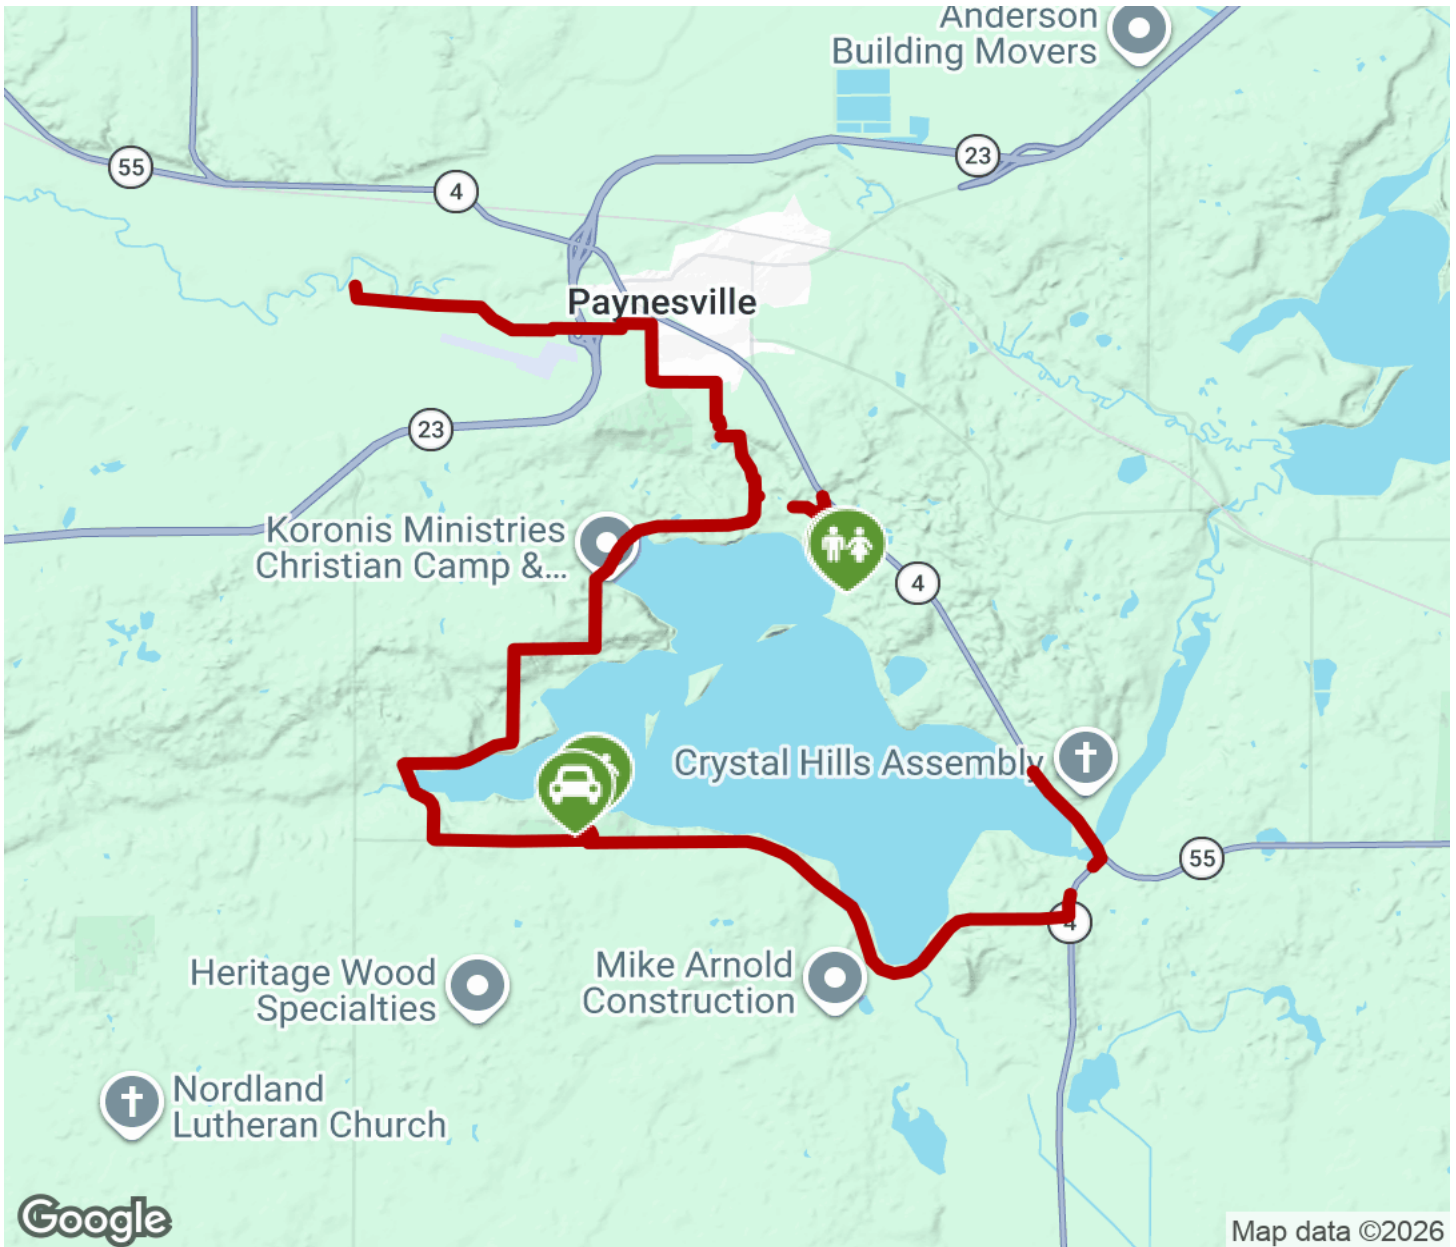 Anderson
Building Movers
55
4
23
Paynesville
23
Koronis Ministries
Christian Camp &...
4
Crystal Hills Assembly
55
4
Heritage Wood
Specialties
Mike Arnold
Construction
Nordland
Lutheran Church
Google
Map data ©2026